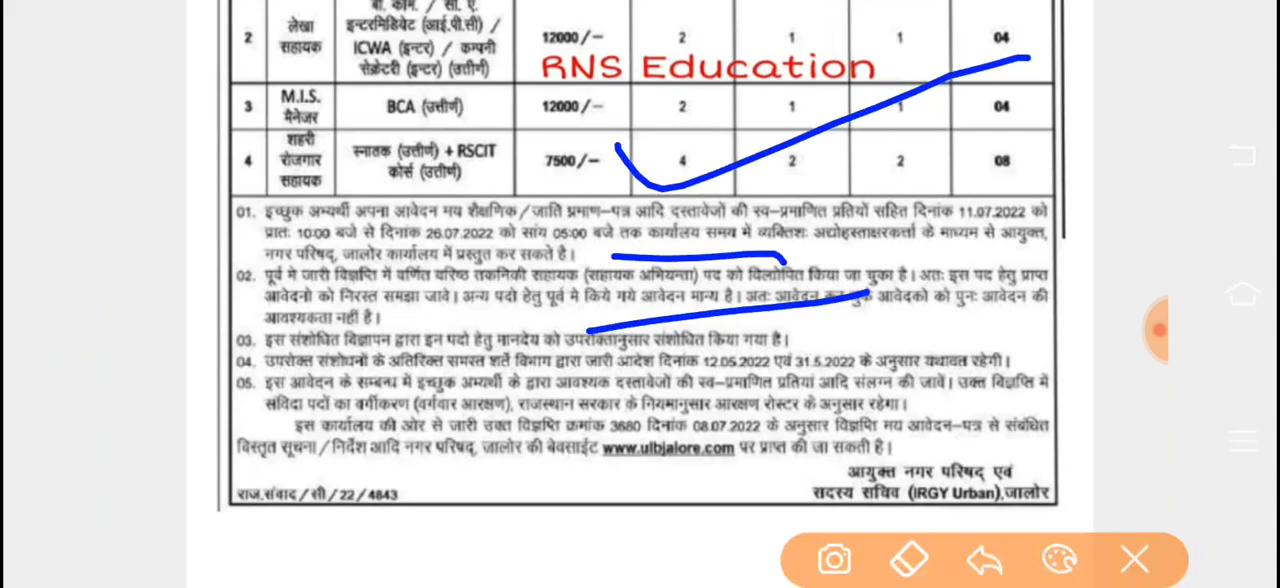 बी. कॉम. / सी. ए.
2 लेखा सहायक इन्टरमिडिवेट (आई.पी.सी) / ICWA (इन्टर) / कम्पनी सेक्रेटरी (इन्टर) (उत्तीर्ण) 12000/- 2 1 1 04
RNS Education
3 M.I.S. मैनेजर BCA (उत्तीर्ण) 12000/- 2 1 1 04
4 शहरी रोजगार सहायक स्नातक (उत्तीर्ण) + RSCIT कोर्स (उत्तीर्ण) 7500/- 4 2 2 08
01. इच्छुक अभ्यर्थी अपना आवेदन मय शैक्षणिक/जाति प्रमाण-पत्र आदि दस्तावेजों की स्व-प्रमाणित प्रतियों सहित दिनांक 11.07.2022 को
प्रातः 10:00 बजे से दिनांक 26.07.2022 को सांय 05:00 बजे तक कार्यालय समय में व्यक्तिशः अद्योहस्ताक्षरकर्त्ता के माध्यम से आयुक्त,
नगर परिषद्, जालोर कार्यालय में प्रस्तुत कर सकते है।
02. पूर्व मे जारी विज्ञप्ति में वर्णित वरिष्ठ तकनिकी सहायक (सहायक अभियन्ता) पद को विलोपित किया जा चुका है। अतः इस पद हेतु प्राप्त
आवेदनो को निरस्त समझा जावे। अन्य पदो हेतु पूर्व मे किये गये आवेदन मान्य है। अतः आवेदन कर चुके आवेदको को पुनः आवेदन की
आवश्यकता नहीं है।
03. इस संशोधित विज्ञापन द्वारा इन पदो हेतु मानदेय को उपरोक्तानुसार संशोधित किया गया है।
04. उपरोक्त संशोधनों के अतिरिक्त समस्त शर्ते विभाग द्वारा जारी आदेश दिनांक 12.05.2022 एवं 31.5.2022 के अनुसार यथावत रहेगी।
05. इस आवेदन के सम्बन्ध में इच्छुक अभ्यर्थी के द्वारा आवश्यक दस्तावेजों की स्व-प्रमाणित प्रतियां आदि संलग्न की जावें। उक्त विज्ञप्ति में
संविदा पदों का वर्गीकरण (वर्गवार आरक्षण), राजस्थान सरकार के नियमानुसार आरक्षण रोस्टर के अनुसार रहेगा।
इस कार्यालय की ओर से जारी उक्त विज्ञप्ति क्रमांक 3680 दिनांक 08.07.2022 के अनुसार विज्ञप्ति मय आवेदन-पत्र से संबंधित
विस्तृत सूचना/निर्देश आदि नगर परिषद्, जालोर की बेवसाईट www.ulbjalore.com पर प्राप्त की जा सकती है।
आयुक्त नगर परिषद् एवं
राज.संवाद/सी/22/4843 सदस्य सचिव (IRGY Urban),जालोर